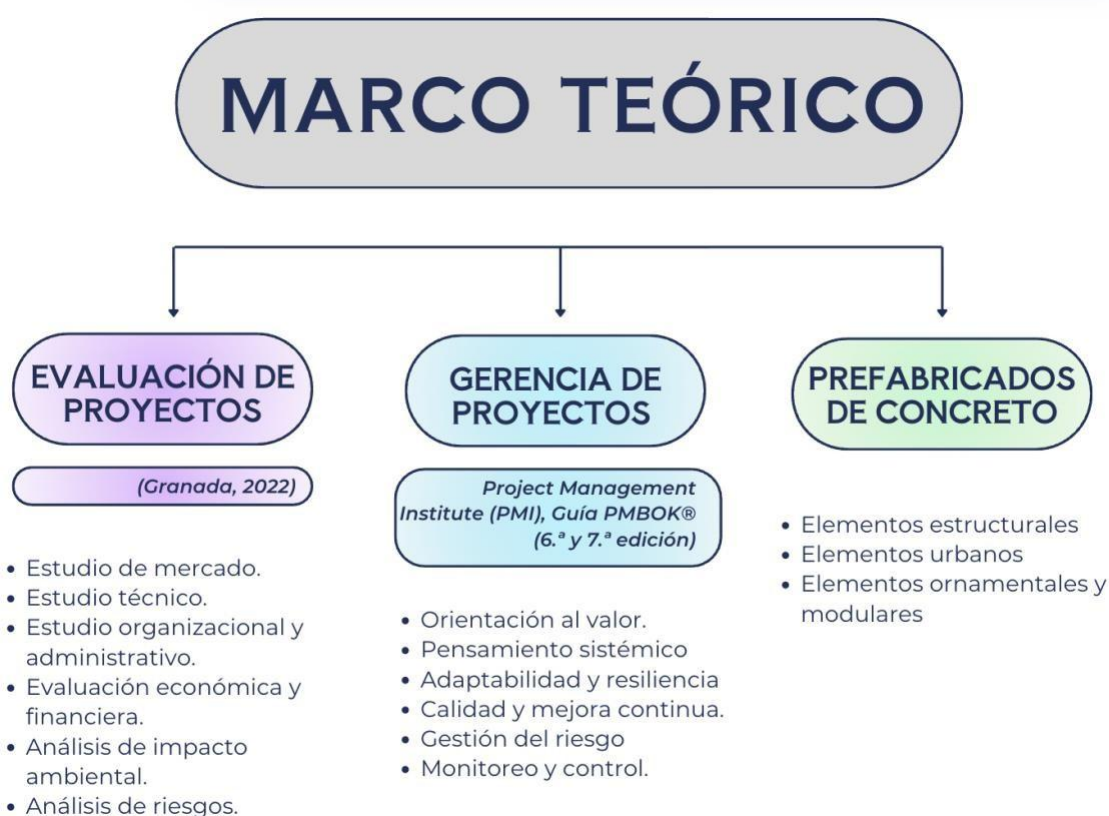 MARCO TEÓRICO
EVALUACIÓN DE
PROYECTOS
(Granada, 2022)
• Estudio de mercado.
• Estudio técnico.
• Estudio organizacional y
administrativo.
• Evaluación económica y
financiera.
• Análisis de impacto
ambiental.
• Análisis de riesgos.
GERENCIA DE
PROYECTOS
Project Management
Institute (PMI), Guía PMBOK®
(6.ª y 7.ª edición)
• Orientación al valor.
• Pensamiento sistémico
• Adaptabilidad y resiliencia
• Calidad y mejora continua.
• Gestión del riesgo
• Monitoreo y control.
PREFABRICADOS
DE CONCRETO
• Elementos estructurales
• Elementos urbanos
• Elementos ornamentales y
modulares